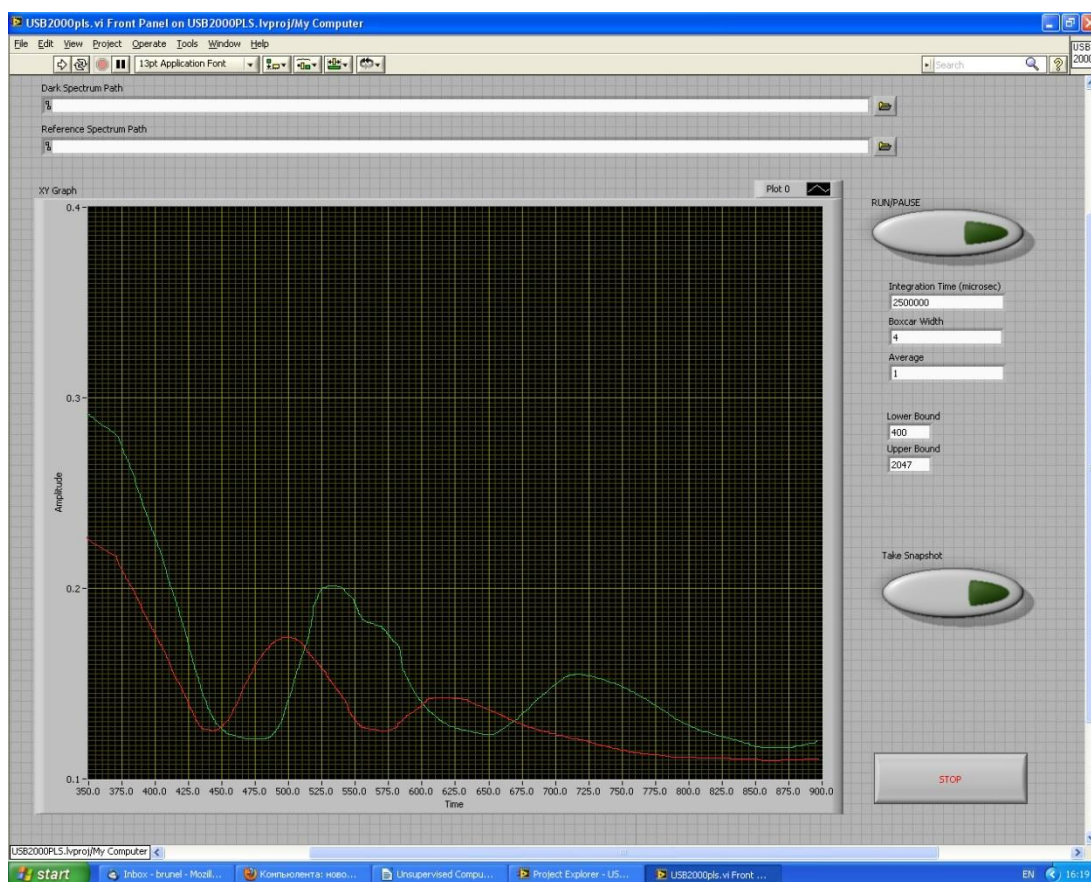 USB2000pls.vi Front Panel on USB2000PLS.lvproj/My Computer
File Edit View Project Operate Tools Window Help
USB
2000
13pt Application Font
Search
Dark Spectrum Path
Reference Spectrum Path
XY Graph
Plot 0
RUN/PAUSE
Integration Time (microsec)
2500000
Boxcar Width
4
Average
1
Lower Bound
400
Upper Bound
2047
Take Snapshot
STOP
Amplitude
0.4
0.3
0.2
0.1
350.0 375.0 400.0 425.0 450.0 475.0 500.0 525.0 550.0 575.0 600.0 625.0 650.0 675.0 700.0 725.0 750.0 775.0 800.0 825.0 850.0 875.0 900.0
Time
USB2000PLS.lvproj/My Computer
start Inbox - brunel - Mozill... Компьюлента: ново... Unsupervised Compu... Project Explorer - US... USB2000pls.vi Front ... EN 16:19